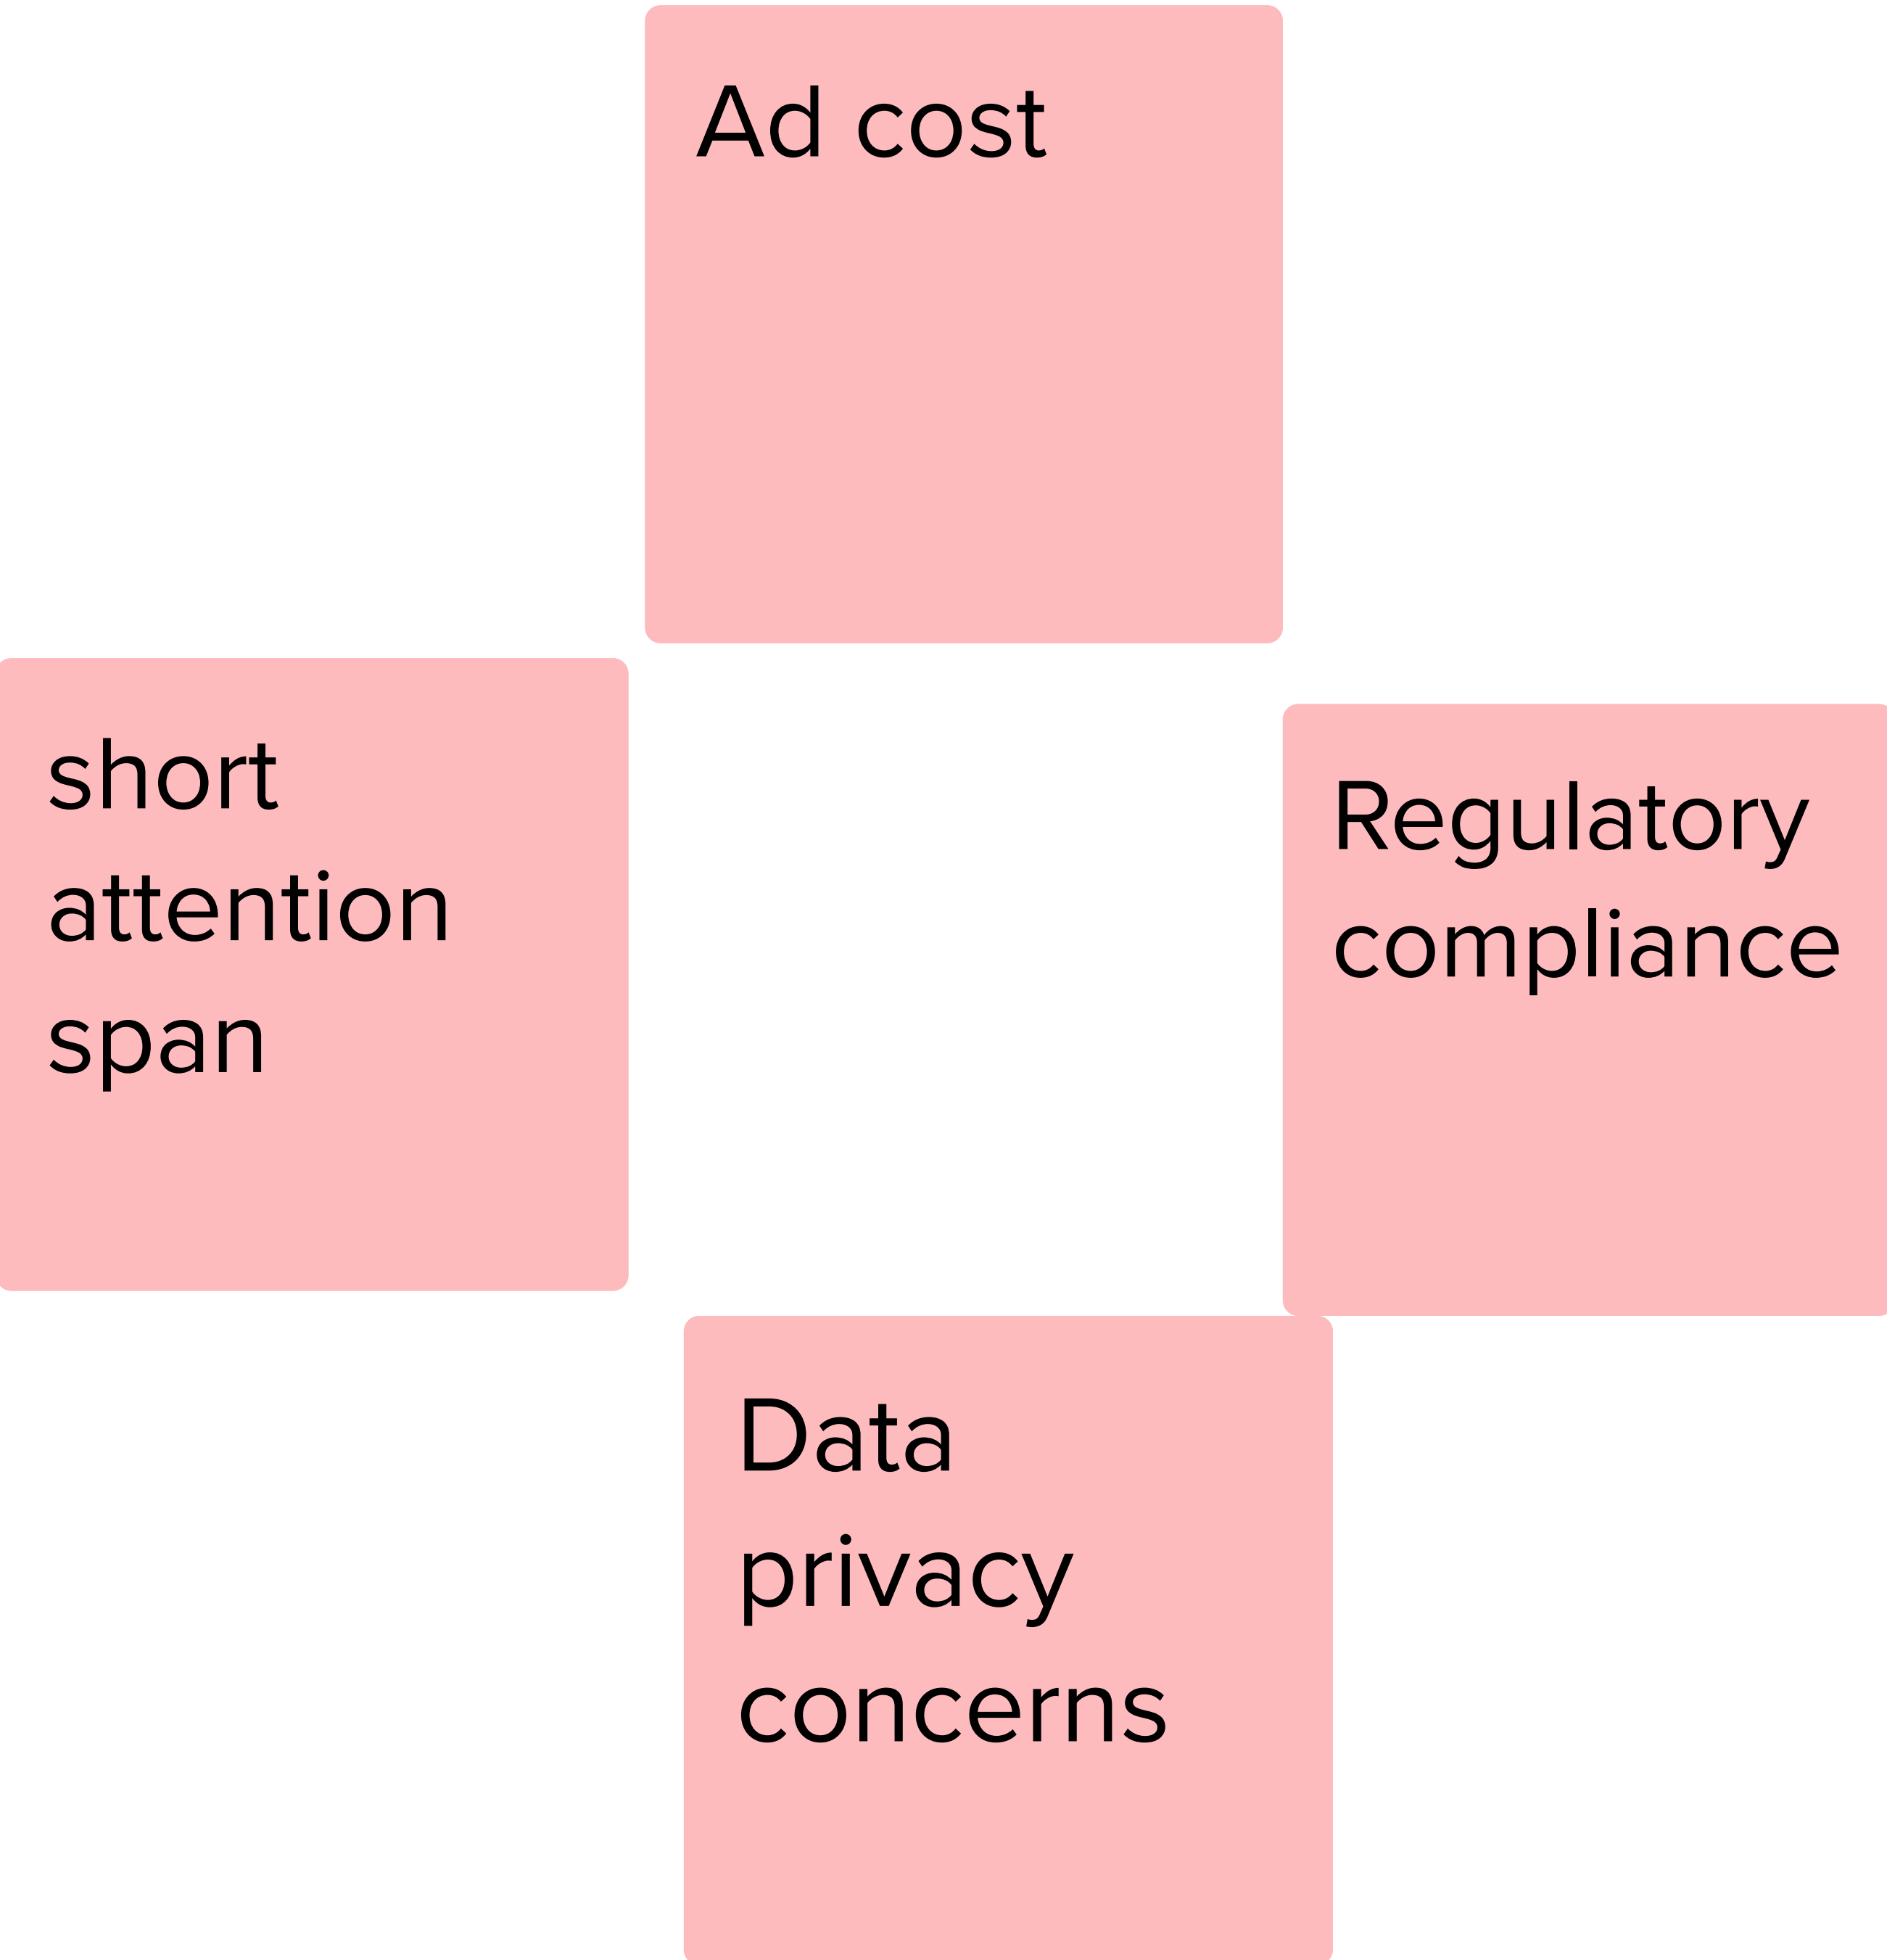 Ad cost
short
attention
span
Regulatory
compliance
Data
privacy
concerns